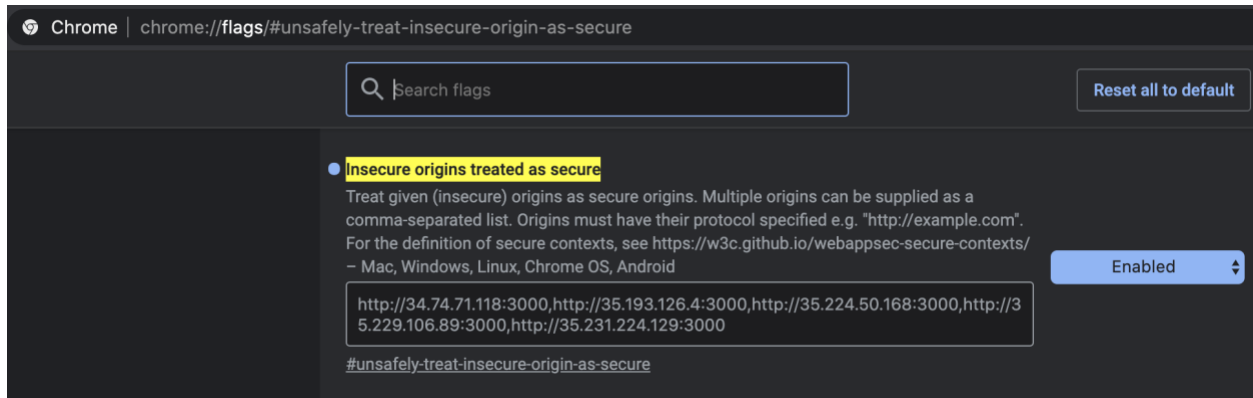 Chrome | chrome://flags/#unsafely-treat-insecure-origin-as-secure
Search flags
Reset all to default
Insecure origins treated as secure
Treat given (insecure) origins as secure origins. Multiple origins can be supplied as a
comma-separated list. Origins must have their protocol specified e.g. "http://example.com".
For the definition of secure contexts, see https://w3c.github.io/webappsec-secure-contexts/
– Mac, Windows, Linux, Chrome OS, Android
Enabled
http://34.74.71.118:3000,http://35.193.126.4:3000,http://35.224.50.168:3000,http://3
5.229.106.89:3000,http://35.231.224.129:3000
#unsafely-treat-insecure-origin-as-secure